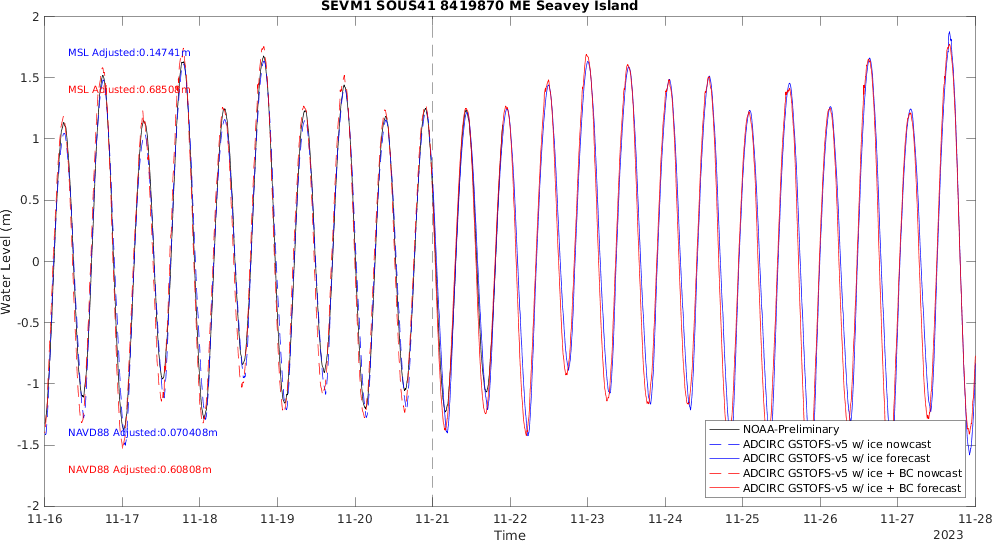 SEVM1 SOUS41 8419870 ME Seavey Island
2
1.5
1
0.5
0
-0.5
-1
-1.5
-2
Water Level (m)
MSL Adjusted:0.14741m
MSL Adjusted:0.68508m
NAVD88 Adjusted:0.070408m
NAVD88 Adjusted:0.60808m
NOAA-Preliminary
ADCIRC GSTOFS-v5 w/ ice nowcast
ADCIRC GSTOFS-v5 w/ ice forecast
ADCIRC GSTOFS-v5 w/ ice + BC nowcast
ADCIRC GSTOFS-v5 w/ ice + BC forecast
11-16 11-17 11-18 11-19 11-20 11-21 11-22 11-23 11-24 11-25 11-26 11-27 11-28
Time
2023